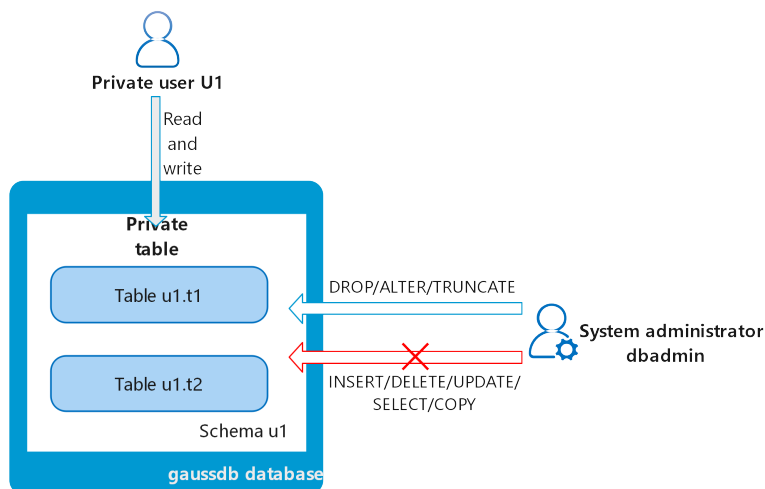 Private user U1
Read
and
write
Private
table
Table u1.t1
DROP/ALTER/TRUNCATE
System administrator
dbadmin
Table u1.t2
INSERT/DELETE/UPDATE/
SELECT/COPY
Schema u1
gaussdb database